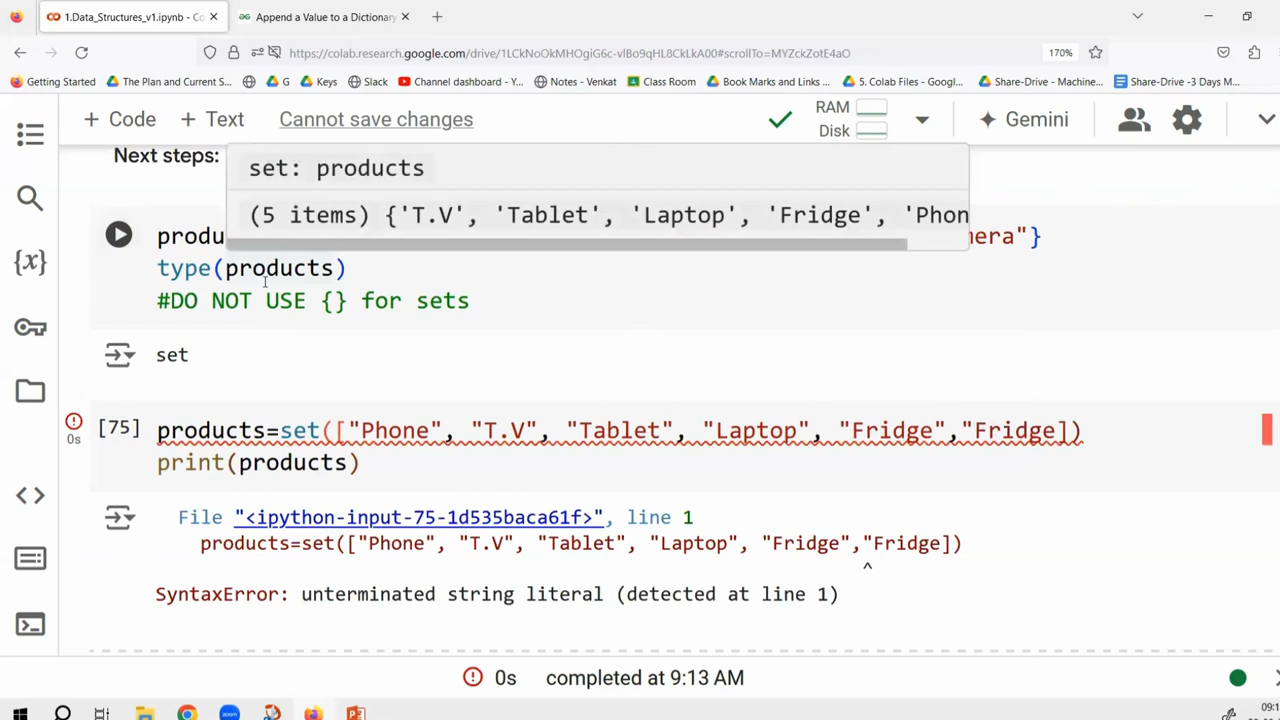 1.Data_Structures_v1.ipynb - Co
Append a Value to a Dictionary
https://colab.research.google.com/drive/1LCkNoOkMHOgiG6c-vlBo9qHL8CkLkA00#scrollTo=MYZckZotE4aO
170%
Getting Started
The Plan and Current S...
G
Keys
Slack
Channel dashboard - Y...
Notes - Venkat
Class Room
Book Marks and Links ...
5. Colab Files - Googl...
Share-Drive - Machine...
Share-Drive -3 Days M...
+ Code
+ Text
Cannot save changes
RAM
Disk
Gemini
Next steps:
set: products
(5 items) {'T.V', 'Tablet', 'Laptop', 'Fridge', 'Phon
produ
mera"}
type(products)
#DO NOT USE {} for sets
set
0s
[75]
products=set(["Phone", "T.V", "Tablet", "Laptop", "Fridge","Fridge])
print(products)
File "<ipython-input-75-1d535baca61f>", line 1
products=set(["Phone", "T.V", "Tablet", "Laptop", "Fridge","Fridge])
^
SyntaxError: unterminated string literal (detected at line 1)
0s completed at 9:13 AM
zoom